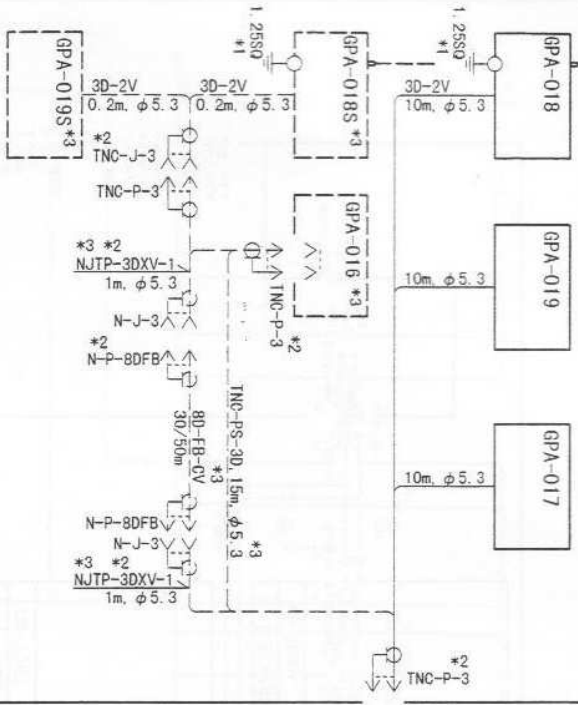 1.25SQ
*1
GPA-018
GPA-018S
*3
1.25SQ
*1
GPA-019S
*3
3D-2V
0.2m, φ5.3
3D-2V
0.2m, φ5.3
3D-2V
10m, φ5.3
*2
TNC-J-3
TNC-P-3
GPA-016
*3
TNC-P-3
*2
GPA-019
10m, φ5.3
*3 *2
NJTP-3DXV-1
1m, φ5.3
N-J-3
*2
N-P-8DFB
8D-FB-CV
*3
30/50m
TNC-PS-3D, 15m, φ5.3
*3
GPA-017
10m, φ5.3
N-P-8DFB
N-J-3
*3 *2
NJTP-3DXV-1
1m, φ5.3
*2
TNC-P-3